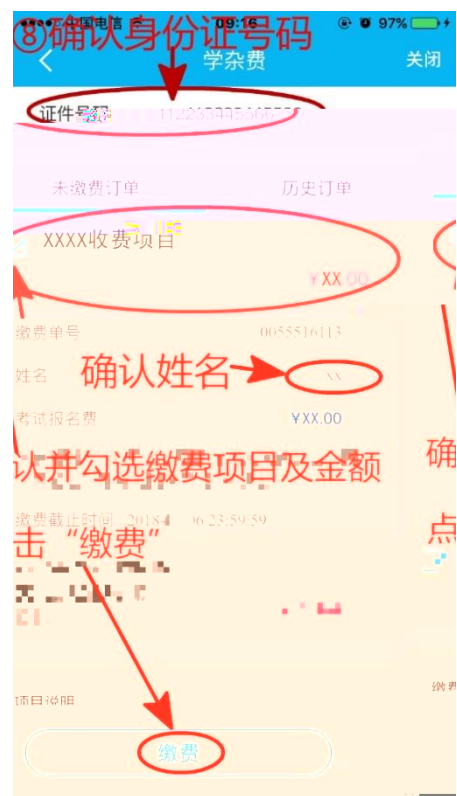 中国电信 09:16 97%
⑧确认身份证号码
学杂费 关闭
证件号码
未缴费订单 历史订单
XXXX收费项目
¥XX.00
缴费单号 0055516113
姓名 xx
确认姓名
考试报名费 ¥XX.00
认并勾选缴费项目及金额 确
缴费截止时间 23:59:59
击“缴费” 点
缴费
项目说明
缴费